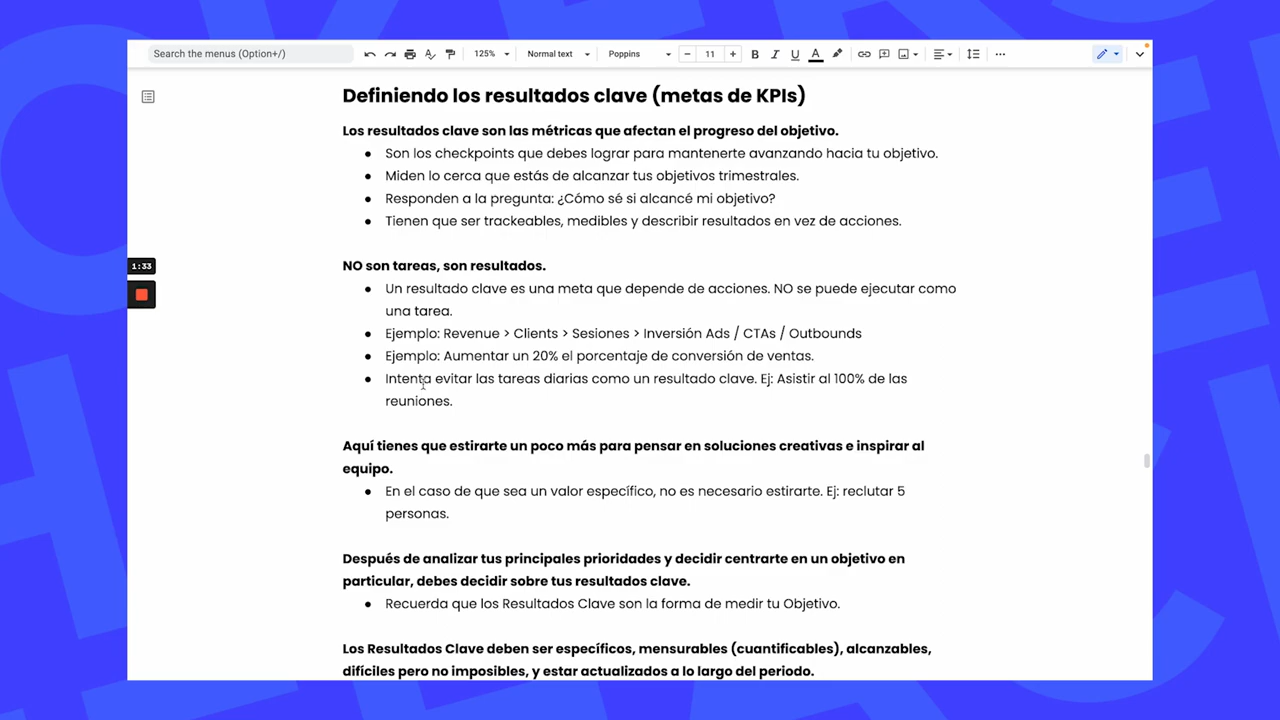 Search the menus (Option+/)
125%
Normal text
Poppins
− 11 +
B I U A
Definiendo los resultados clave (metas de KPIs)
Los resultados clave son las métricas que afectan el progreso del objetivo.
● Son los checkpoints que debes lograr para mantenerte avanzando hacia tu objetivo.
● Miden lo cerca que estás de alcanzar tus objetivos trimestrales.
● Responden a la pregunta: ¿Cómo sé si alcancé mi objetivo?
● Tienen que ser trackeables, medibles y describir resultados en vez de acciones.
1:33
NO son tareas, son resultados.
● Un resultado clave es una meta que depende de acciones. NO se puede ejecutar como
una tarea.
● Ejemplo: Revenue > Clients > Sesiones > Inversión Ads / CTAs / Outbounds
● Ejemplo: Aumentar un 20% el porcentaje de conversión de ventas.
● Intenta evitar las tareas diarias como un resultado clave. Ej: Asistir al 100% de las
reuniones.
Aquí tienes que estirarte un poco más para pensar en soluciones creativas e inspirar al
equipo.
● En el caso de que sea un valor específico, no es necesario estirarte. Ej: reclutar 5
personas.
Después de analizar tus principales prioridades y decidir centrarte en un objetivo en
particular, debes decidir sobre tus resultados clave.
● Recuerda que los Resultados Clave son la forma de medir tu Objetivo.
Los Resultados Clave deben ser específicos, mensurables (cuantificables), alcanzables,
difíciles pero no imposibles, y estar actualizados a lo largo del periodo.